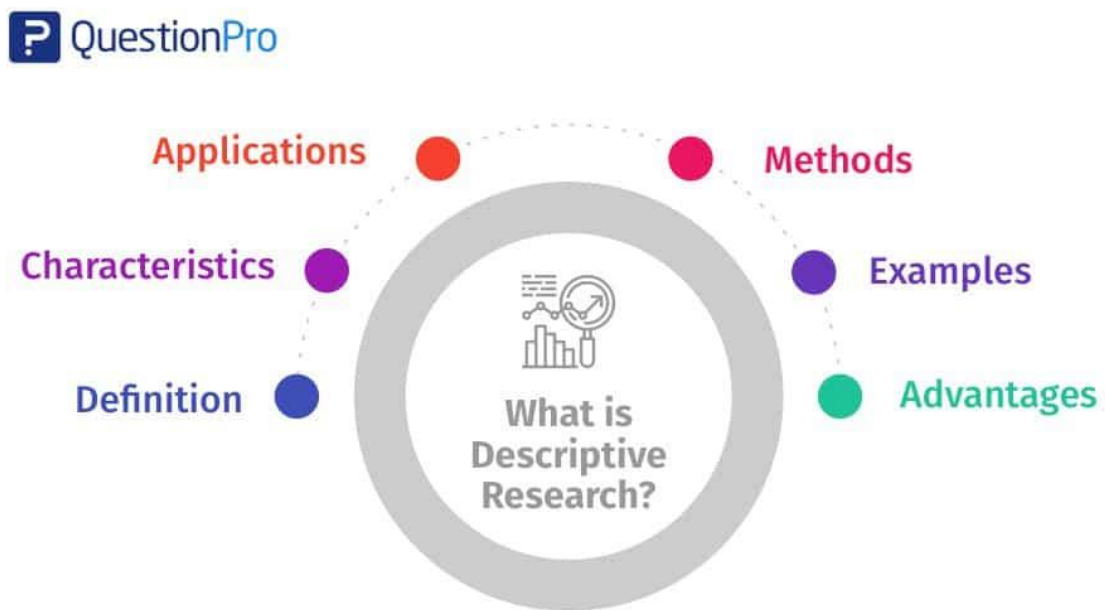 QuestionPro
Applications
Methods
Characteristics
Examples
Definition
Advantages
What is
Descriptive
Research?